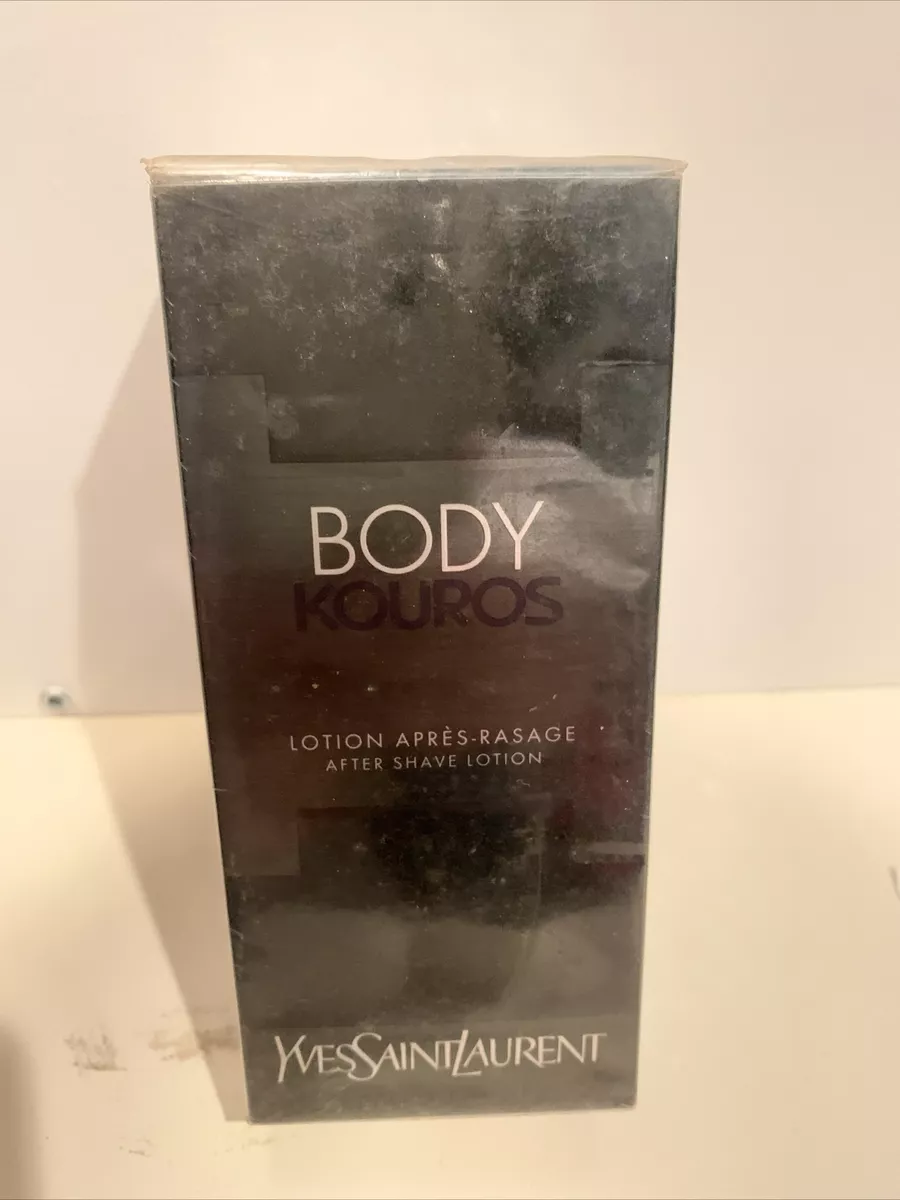 BODY
KOUROS
LOTION APRÈS-RASAGE
AFTER SHAVE LOTION
YVESSAINTLAURENT